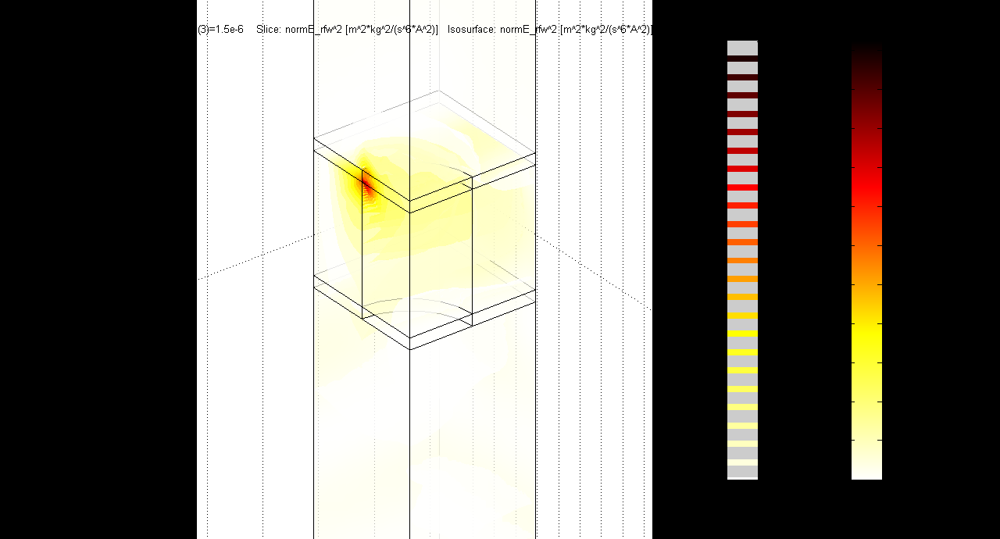 (3)=1.5e-6 Slice: normE_rfw^2 [m^2*kg^2/(s^6*A^2)] Isosurface: normE_rfw^2 [m^2*kg^2/(s^6*A^2)]